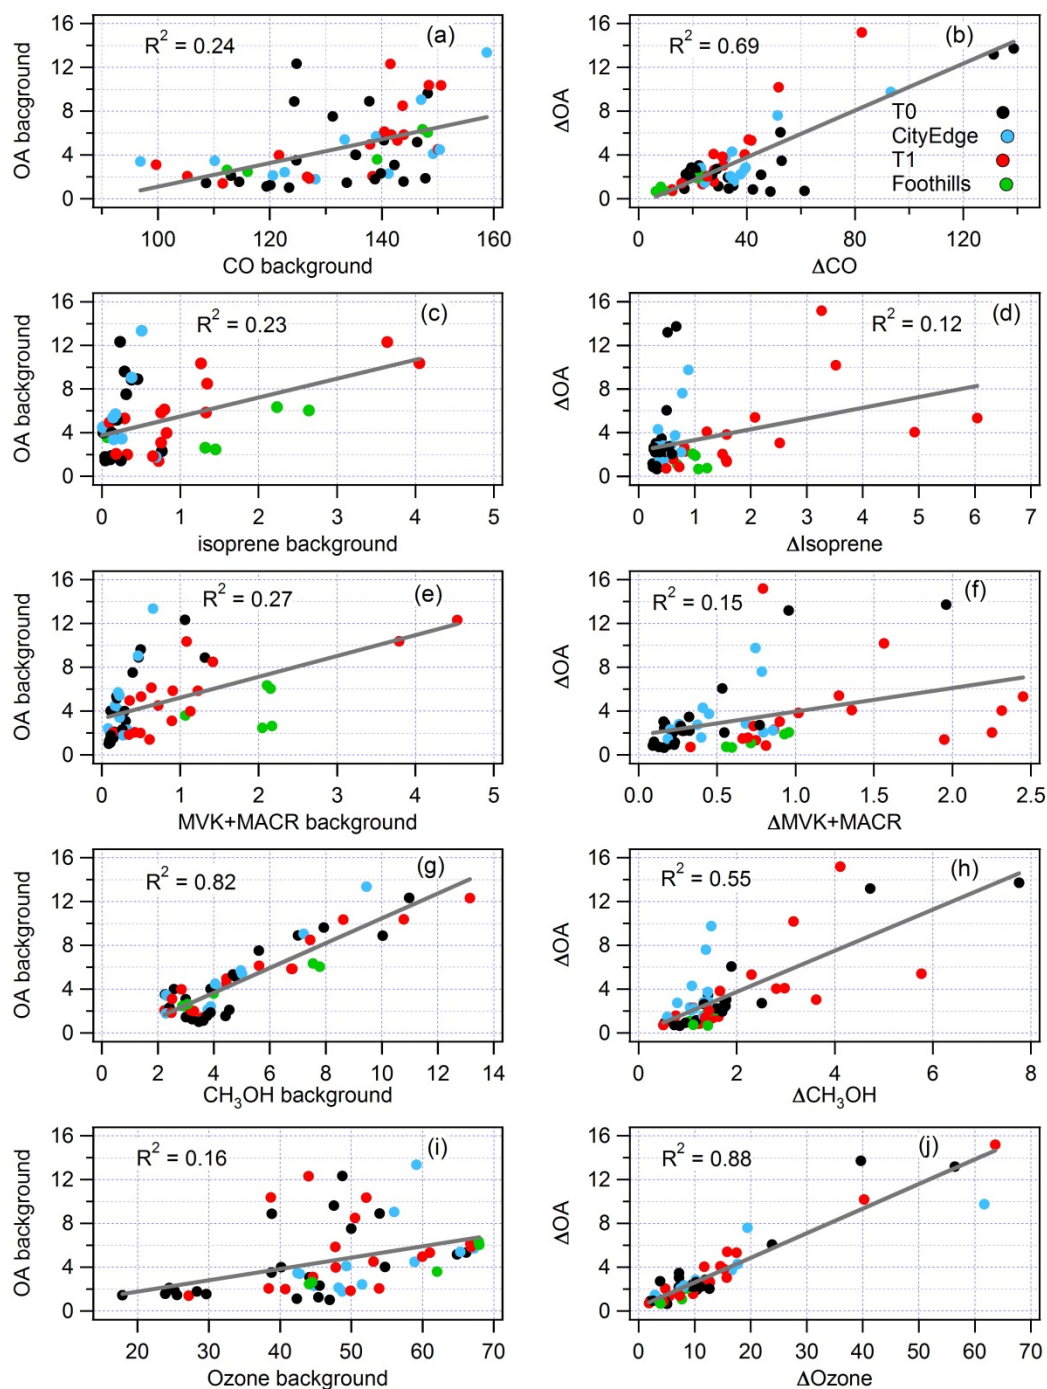 (a)
R² = 0.24
OA bacground
16
12
8
4
0
100
120
140
160
CO background
(b)
R² = 0.69
ΔOA
16
12
8
4
0
T0
CityEdge
T1
Foothills
0
40
80
120
ΔCO
(c)
R² = 0.23
OA background
16
12
8
4
0
0
1
2
3
4
5
isoprene background
(d)
R² = 0.12
ΔOA
16
12
8
4
0
0
1
2
3
4
5
6
7
ΔIsoprene
(e)
R² = 0.27
OA background
16
12
8
4
0
0
1
2
3
4
5
MVK+MACR background
(f)
R² = 0.15
ΔOA
16
12
8
4
0
0.0
0.5
1.0
1.5
2.0
2.5
ΔMVK+MACR
(g)
R² = 0.82
OA background
16
12
8
4
0
0
2
4
6
8
10
12
14
CH₃OH background
(h)
R² = 0.55
ΔOA
16
12
8
4
0
0
2
4
6
8
ΔCH₃OH
(i)
R² = 0.16
OA background
16
12
8
4
0
20
30
40
50
60
70
Ozone background
(j)
R² = 0.88
ΔOA
16
12
8
4
0
0
10
20
30
40
50
60
70
ΔOzone